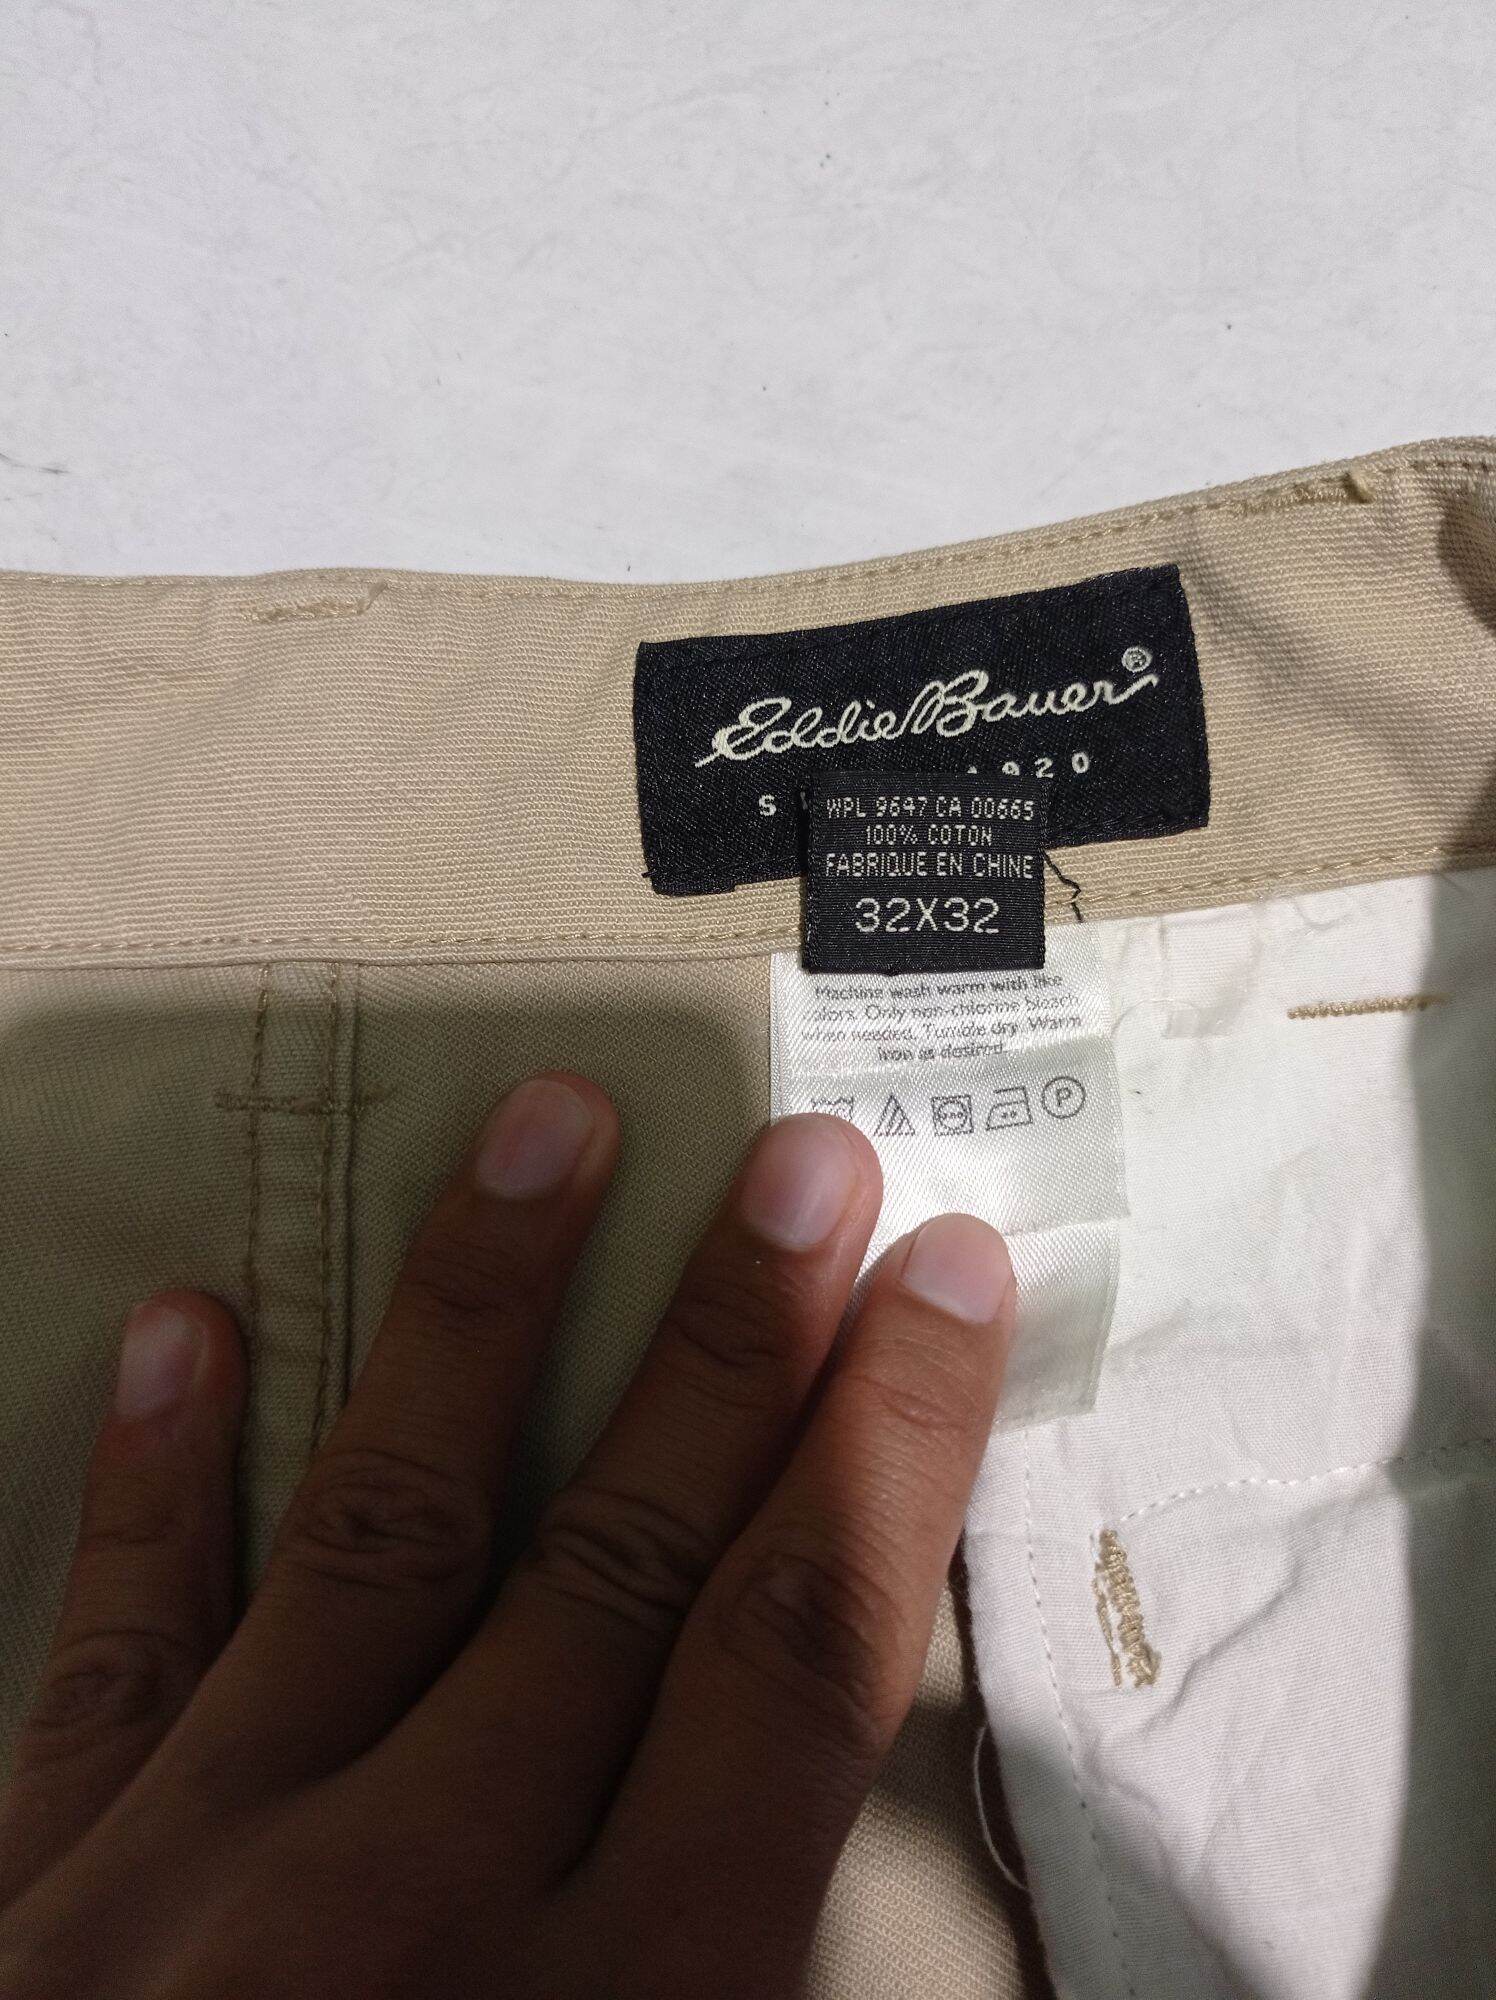 Eddie Bauer®
S 1920
WPL 9647 CA 00665
100% COTON
FABRIQUE EN CHINE
32X32
Machine wash warm with like
colors. Only non-chlorine bleach
when needed. Tumble dry. Warm
iron as desired.
P